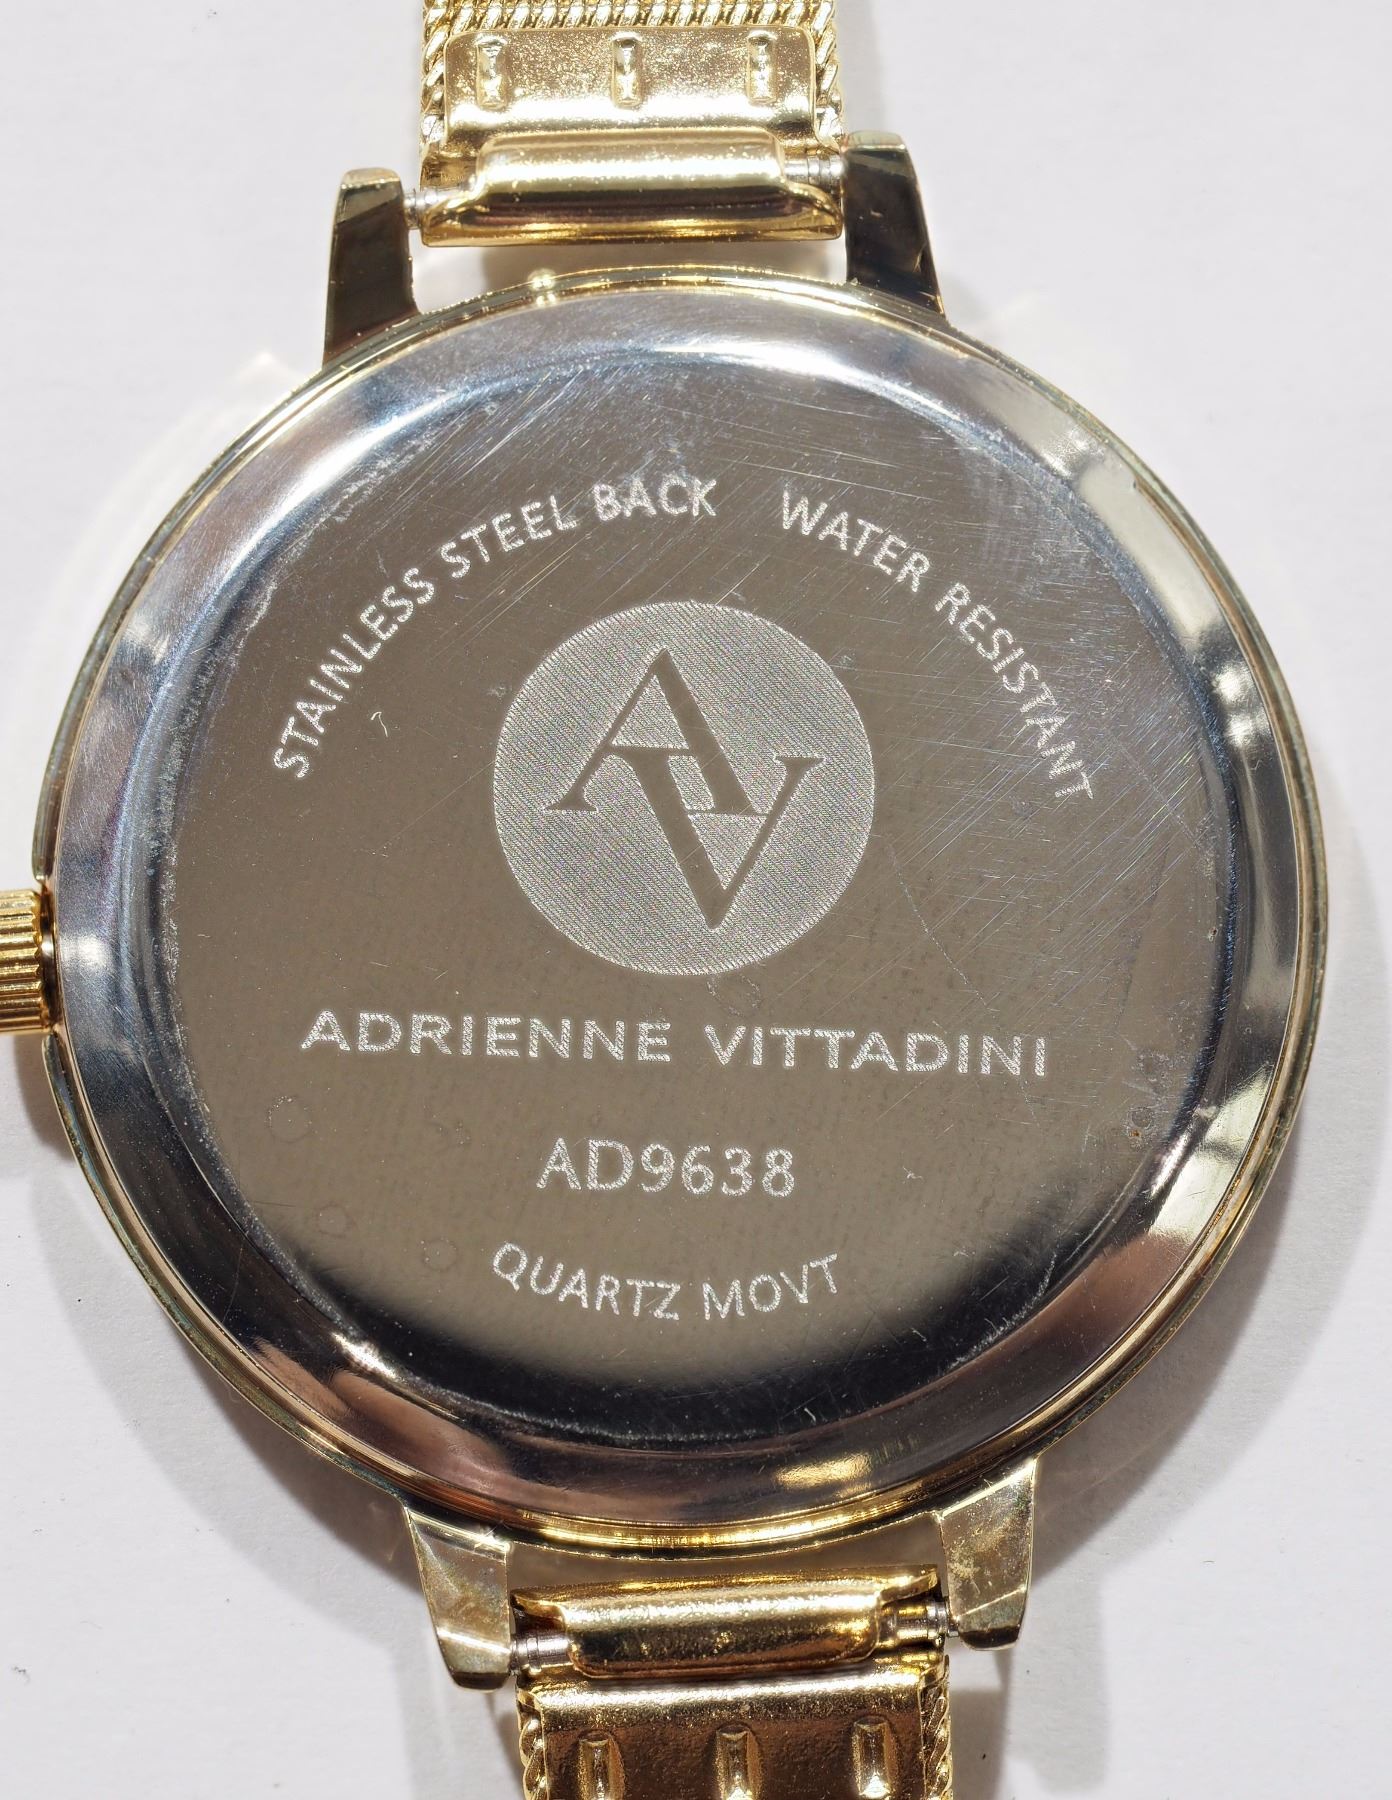 STAINLESS STEEL BACK WATER RESISTANT
AV
ADRIENNE VITTADINI
AD9638
QUARTZ MOVT